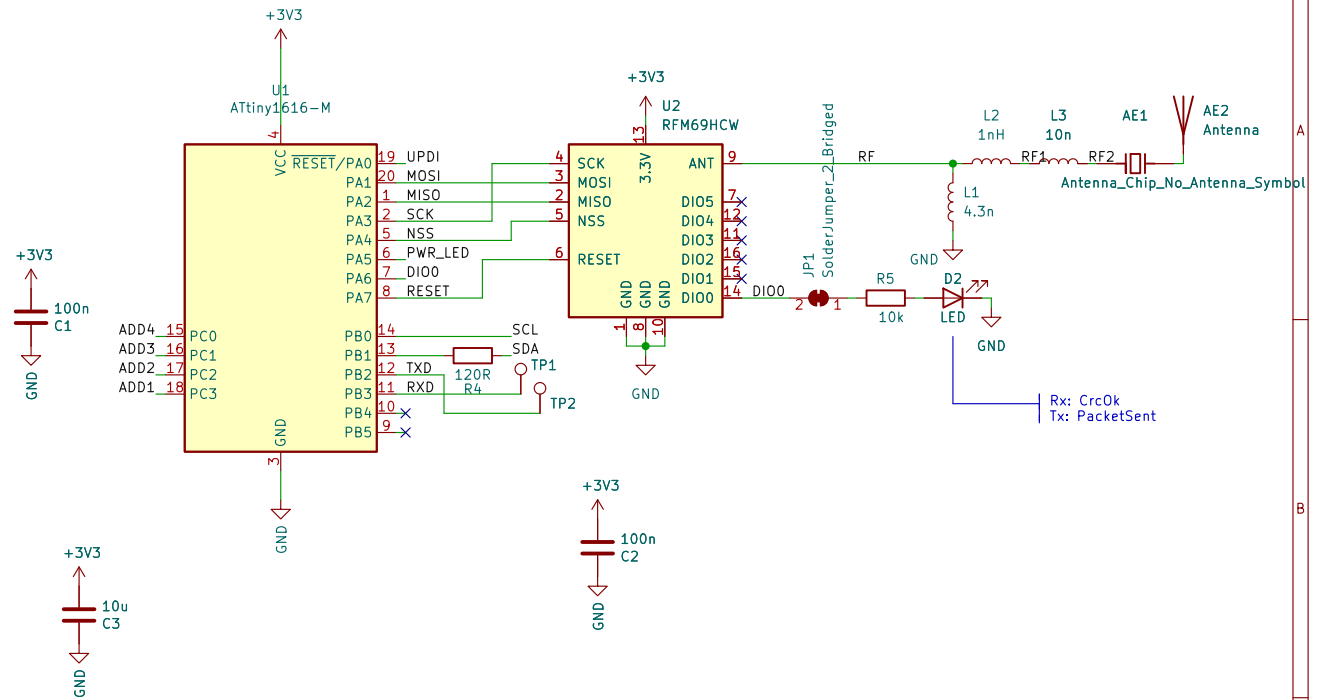 +3V3
U1
ATtiny1616-M
4
VCC
RESET/PA0
19
UPDI
PA1
20
MOSI
PA2
1
MISO
PA3
2
SCK
PA4
5
NSS
PA5
6
PWR_LED
PA6
7
DIO0
PA7
8
RESET
ADD4
15
PC0
ADD3
16
PC1
ADD2
17
PC2
ADD1
18
PC3
PB0
14
SCL
PB1
13
SDA
PB2
12
TXD
PB3
11
RXD
PB4
10
PB5
9
120R
R4
TP1
TP2
GND
3
GND
+3V3
100n
C1
GND
+3V3
10u
C3
GND
+3V3
100n
C2
GND
+3V3
U2
RFM69HCW
13
3.3V
4
SCK
3
MOSI
2
MISO
5
NSS
6
RESET
ANT
9
DIO5
7
DIO4
12
DIO3
11
DIO2
16
DIO1
15
DIO0
14
GND
GND
GND
1
8
10
GND
RF
DIO0
JP1
SolderJumper_2_Bridged
2
1
R5
10k
D2
LED
GND
L1
4.3n
GND
L2
1nH
RF1
L3
10n
RF2
AE1
Antenna_Chip_No_Antenna_Symbol
AE2
Antenna
Rx: CrcOk
Tx: PacketSent
A
B